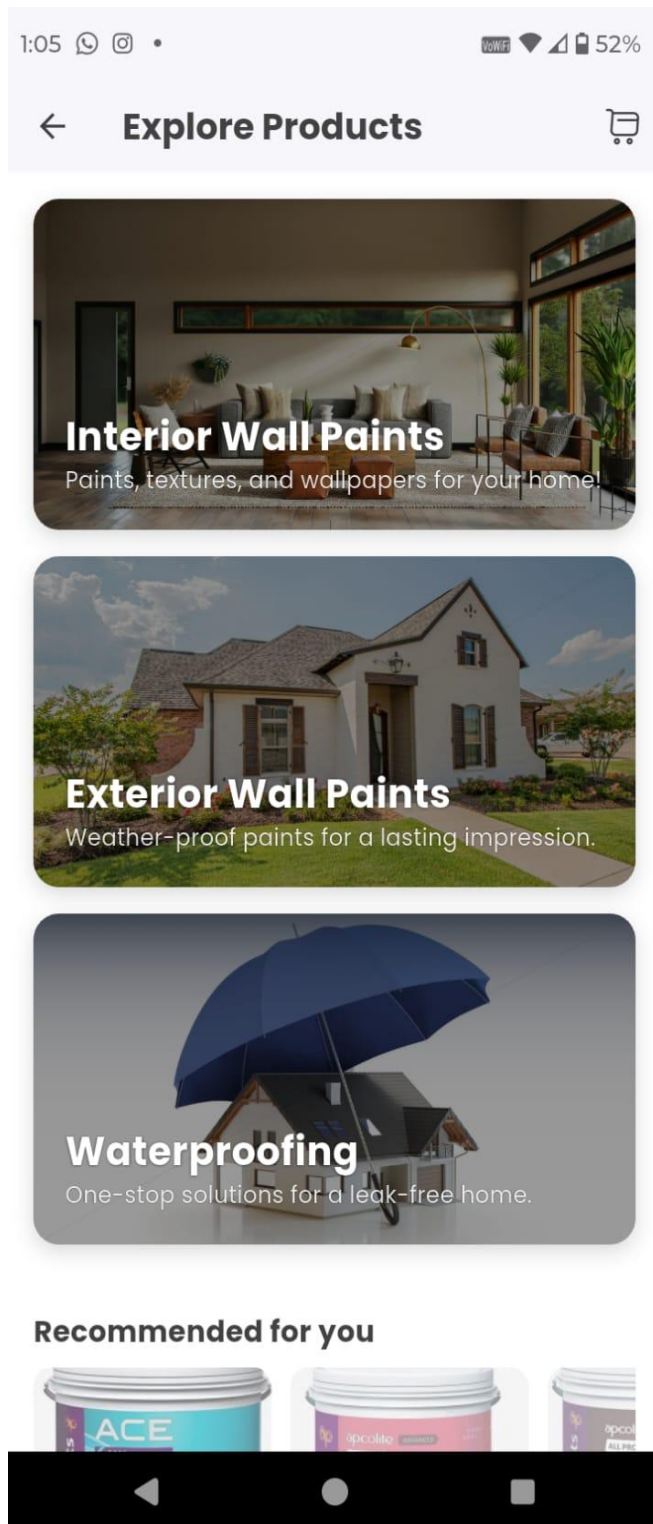 1:05
VoWiFi
52%
Explore Products
Interior Wall Paints
Paints, textures, and wallpapers for your home!
Exterior Wall Paints
Weather-proof paints for a lasting impression.
Waterproofing
One-stop solutions for a leak-free home.
Recommended for you
ACE
apcolite
ap
ap